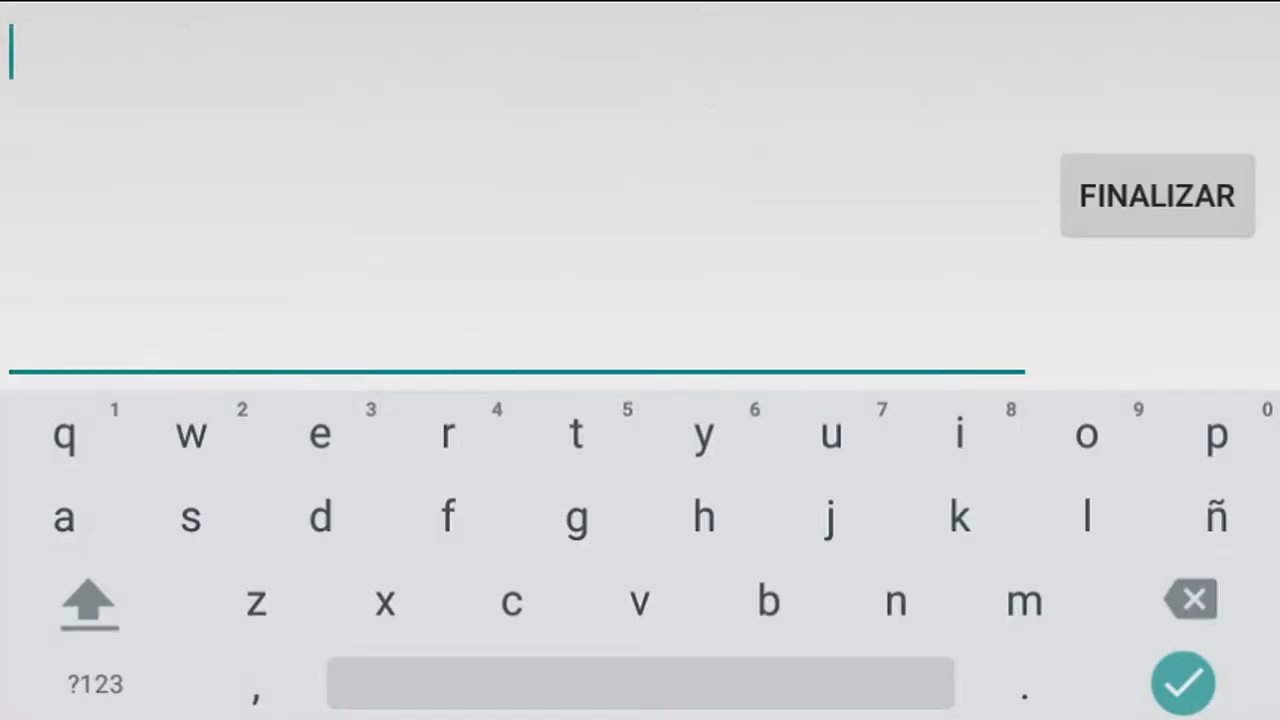 FINALIZAR
1 2 3 4 5 6 7 8 9 0
q w e r t y u i o p
a s d f g h j k l ñ
z x c v b n m
?123 , .